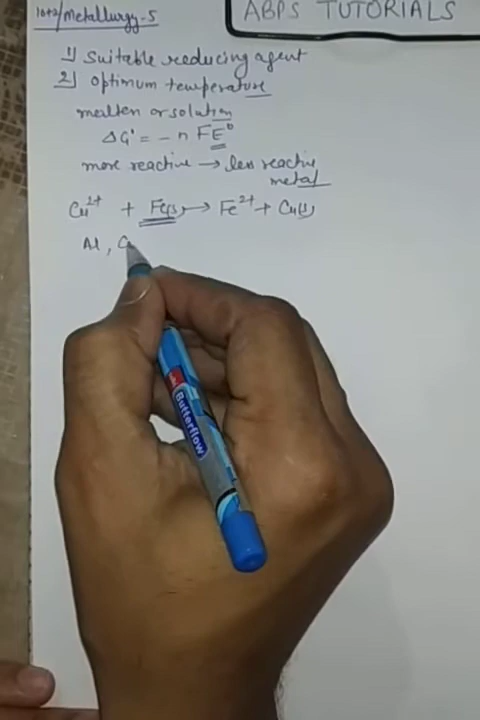 10+2/Metallurgy-5
ABPS TUTORIALS
1) Suitable reducing agent
2) Optimum temperature
molten or solution
ΔG° = - n F E°
more reactive → less reactive
metal
Cu²⁺ + Fe(s) → Fe²⁺ + Cu(s)
Al, C
Butterflow